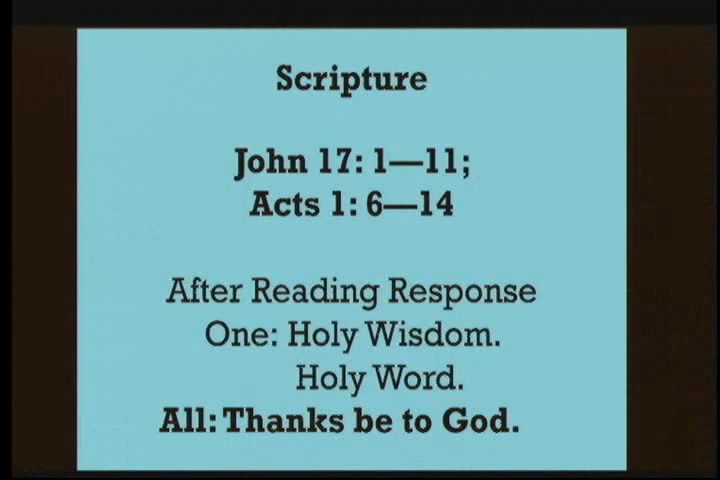 Scripture
John 17: 1—11;
Acts 1: 6—14
After Reading Response
One: Holy Wisdom.
Holy Word.
All: Thanks be to God.